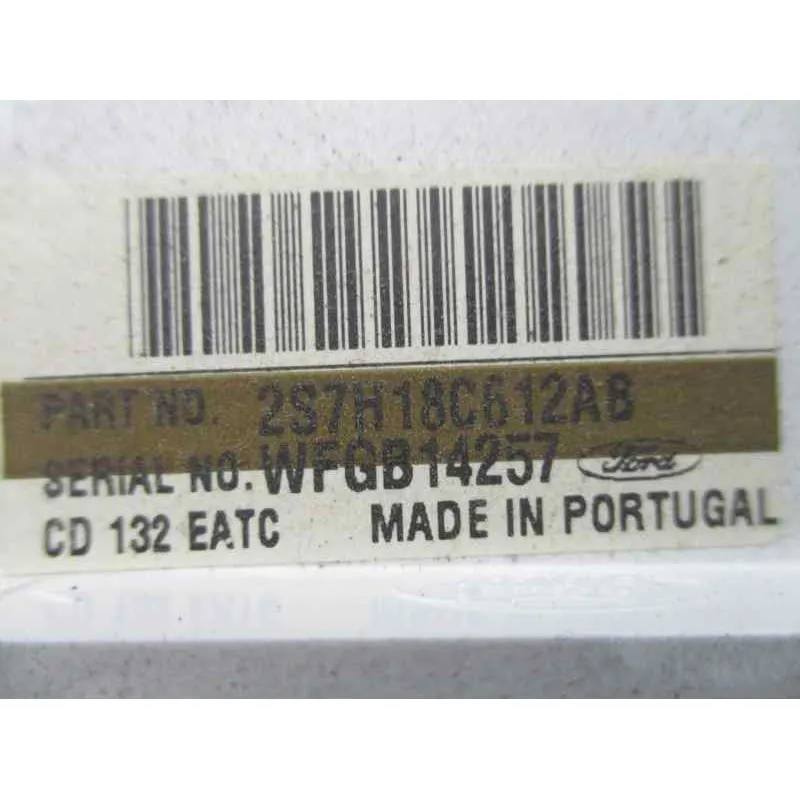 PART NO. 2S7H18C612AB
SERIAL NO. WFGB14257 Ford
CD 132 EATC MADE IN PORTUGAL